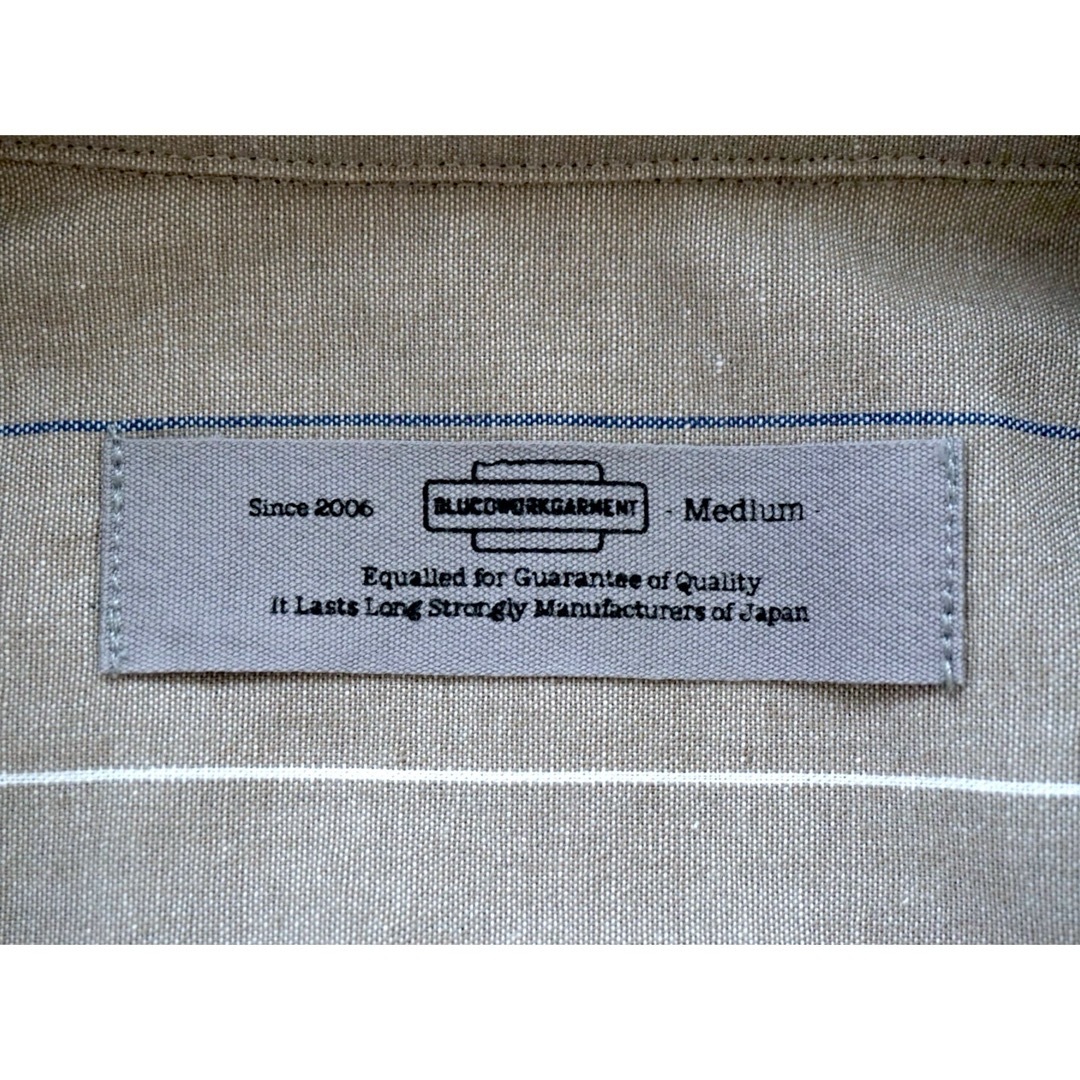 Since 2006 BLUCOWORKGARMENT - Medium -
Equalled for Guarantee of Quality
It Lasts Long Strongly Manufacturers of Japan